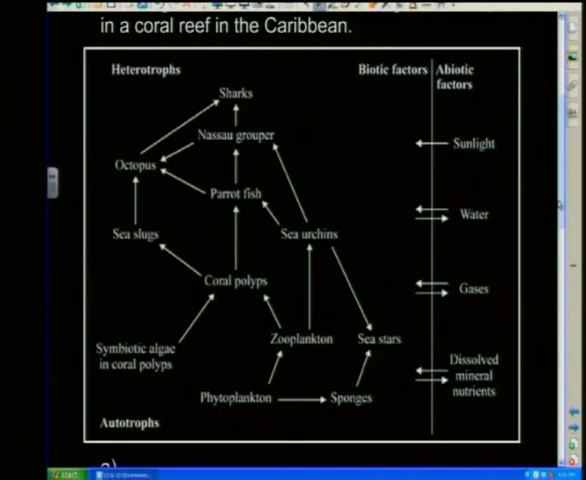 in a coral reef in the Caribbean.
Heterotrophs
Biotic factors
Abiotic
factors
Sharks
Nassau grouper
Sunlight
Octopus
Parrot fish
Water
Sea slugs
Sea urchins
Coral polyps
Gases
Zooplankton
Sea stars
Symbiotic algae
in coral polyps
Dissolved
mineral
nutrients
Phytoplankton
Sponges
Autotrophs
start